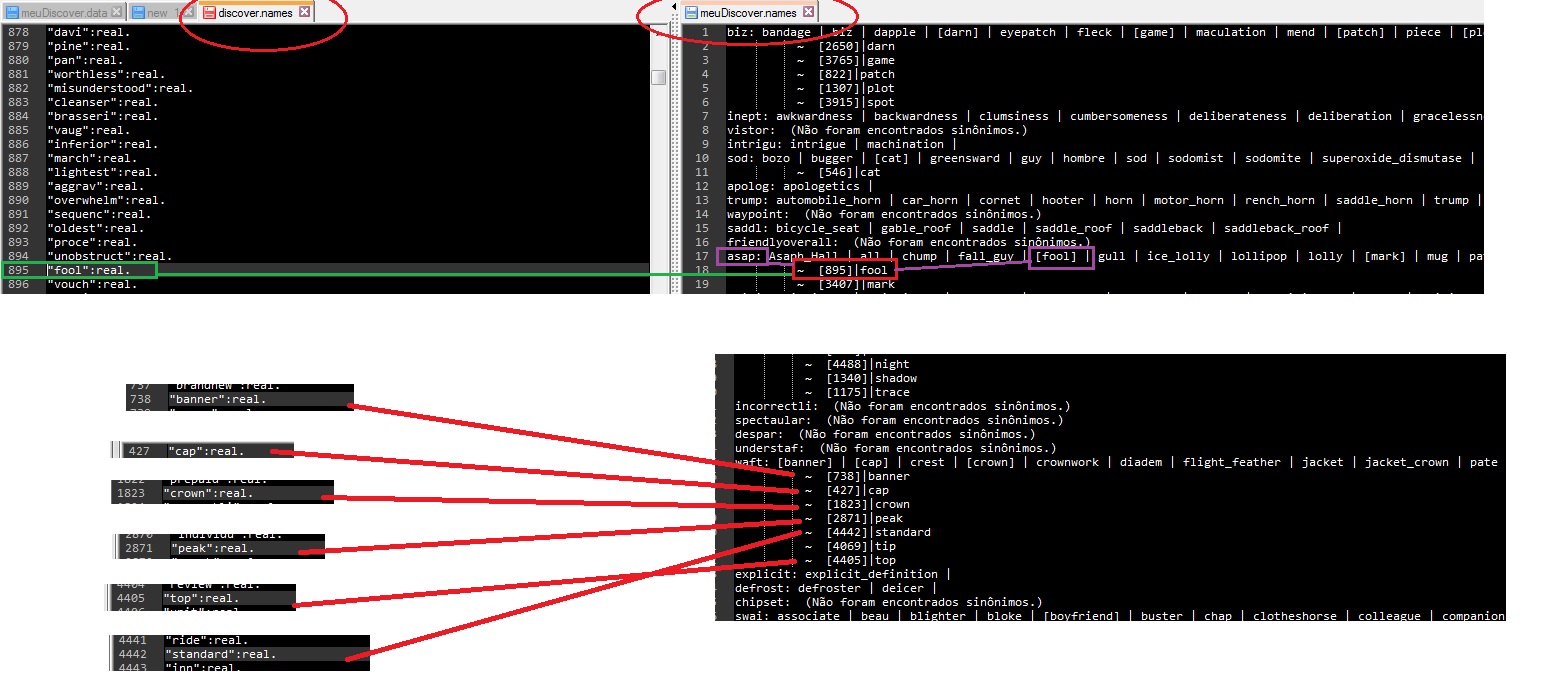 meuDiscover.data
new
discover.names
878 "davi":real.
879 "pine":real.
880 "pan":real.
881 "worthless":real.
882 "misunderstood":real.
883 "cleanser":real.
884 "brasseri":real.
885 "vaug":real.
886 "inferior":real.
887 "march":real.
888 "lightest":real.
889 "aggrav":real.
890 "overwhelm":real.
891 "sequenc":real.
892 "oldest":real.
893 "proce":real.
894 "unobstruct":real.
895 "fool":real.
896 "vouch":real.
meuDiscover.names
1 biz: bandage | biz | dapple | [darn] | eyepatch | fleck | [game] | maculation | mend | [patch] | piece |
2 ~ [2650]|darn
3 ~ [3765]|game
4 ~ [822]|patch
5 ~ [1307]|plot
6 ~ [3915]|spot
7 inept: awkwardness | backwardness | clumsiness | cumbersomeness | deliberateness | deliberation |
8 vistor: (Não foram encontrados sinônimos.)
9 intrigu: intrigue | machination |
10 sod: bozo | bugger | [cat] | greensward | guy | hombre | sod | sodomist | sodomite | superoxide_dismutase |
11 ~ [546]|cat
12 apolog: apologetics |
13 trump: automobile_horn | car_horn | cornet | hooter | horn | motor_horn | rench_horn | saddle_horn | trump |
14 waypoint: (Não foram encontrados sinônimos.)
15 saddl: bicycle_seat | gable_roof | saddle | saddle_roof | saddleback | saddleback_roof |
16 friendlyoverall: (Não foram encontrados sinônimos.)
17 asap: Asaph_Hall | all | chump | fall_guy | [fool] | gull | ice_lolly | lollipop | lolly | [mark] | mug |
18 ~ [895]|fool
19 ~ [3407]|mark
737 "brandnew":real.
738 "banner":real.
427 "cap":real.
1823 "crown":real.
2871 "peak":real.
4404 "review":real.
4405 "top":real.
4441 "ride":real.
4442 "standard":real.
4443 "inn":real.
~ [4488]|night
~ [1340]|shadow
~ [1175]|trace
incorrectli: (Não foram encontrados sinônimos.)
spectaular: (Não foram encontrados sinônimos.)
despar: (Não foram encontrados sinônimos.)
understaf: (Não foram encontrados sinônimos.)
waft: [banner] | [cap] | crest | [crown] | crownwork | diadem | flight_feather | jacket | jacket_crown | pate
~ [738]|banner
~ [427]|cap
~ [1823]|crown
~ [2871]|peak
~ [4442]|standard
~ [4069]|tip
~ [4405]|top
explicit: explicit_definition |
defrost: defroster | deicer |
chipset: (Não foram encontrados sinônimos.)
swai: associate | beau | blighter | bloke | [boyfriend] | buster | chap | clotheshorse | colleague | companion